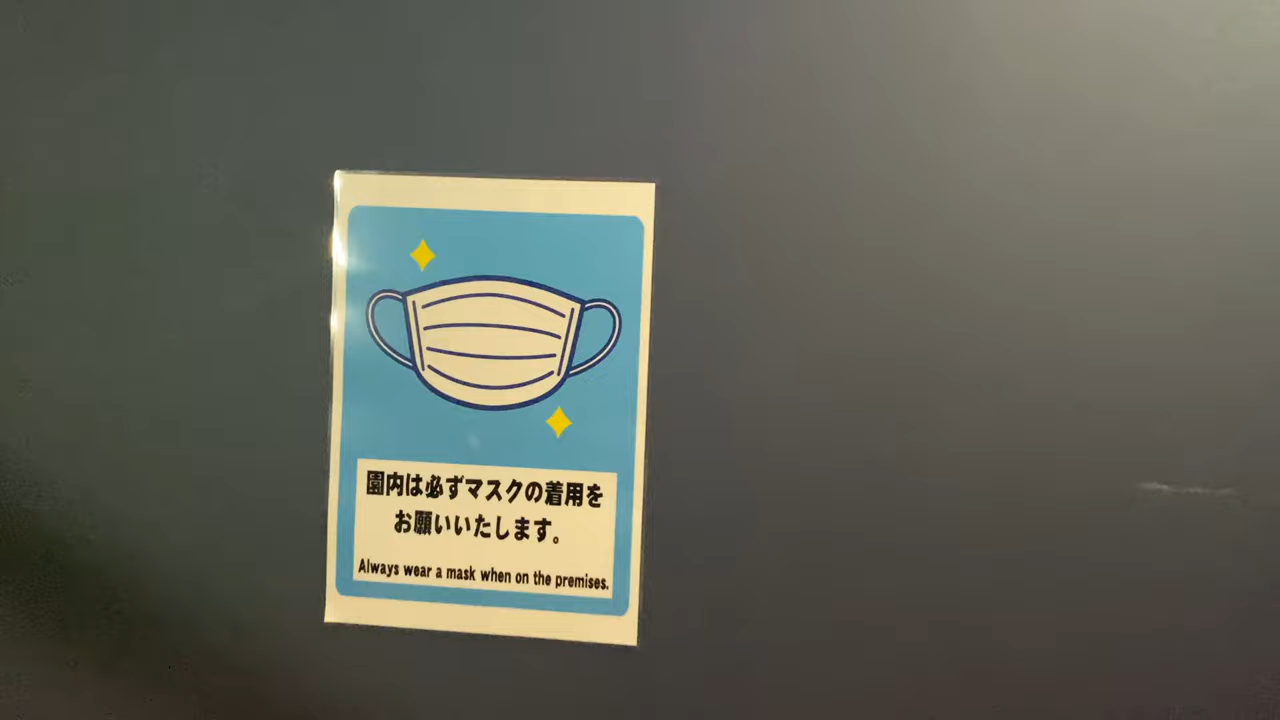 園内は必ずマスクの着用を
お願いいたします。
Always wear a mask when on the premises.